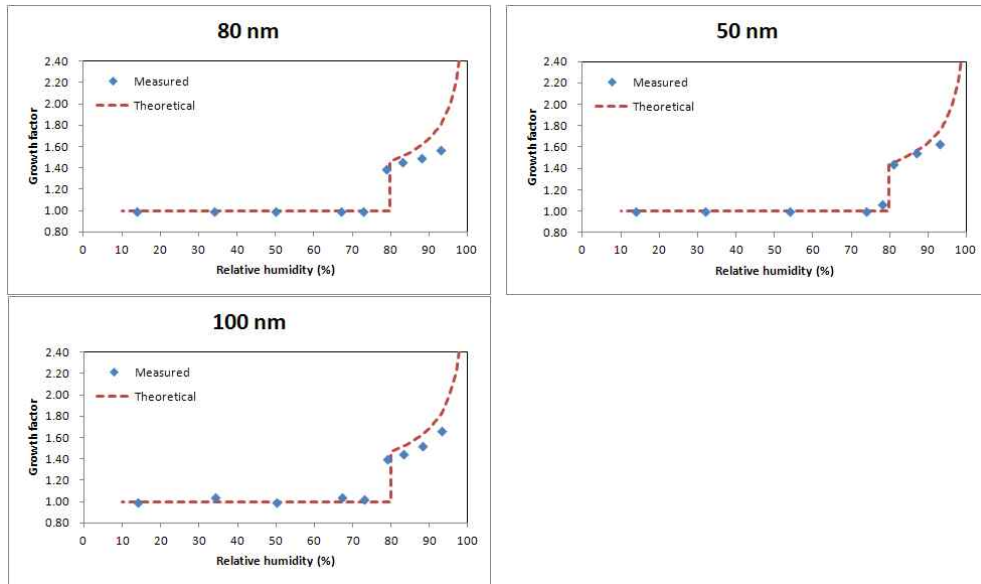 80 nm
Growth factor
2.40
2.20
2.00
1.80
1.60
1.40
1.20
1.00
0.80
Measured
Theoretical
0 10 20 30 40 50 60 70 80 90 100
Relative humidity (%)
50 nm
Growth factor
2.40
2.20
2.00
1.80
1.60
1.40
1.20
1.00
0.80
Measured
Theoretical
0 10 20 30 40 50 60 70 80 90 100
Relative humidity (%)
100 nm
Growth factor
2.40
2.20
2.00
1.80
1.60
1.40
1.20
1.00
0.80
Measured
Theoretical
0 10 20 30 40 50 60 70 80 90 100
Relative humidity (%)